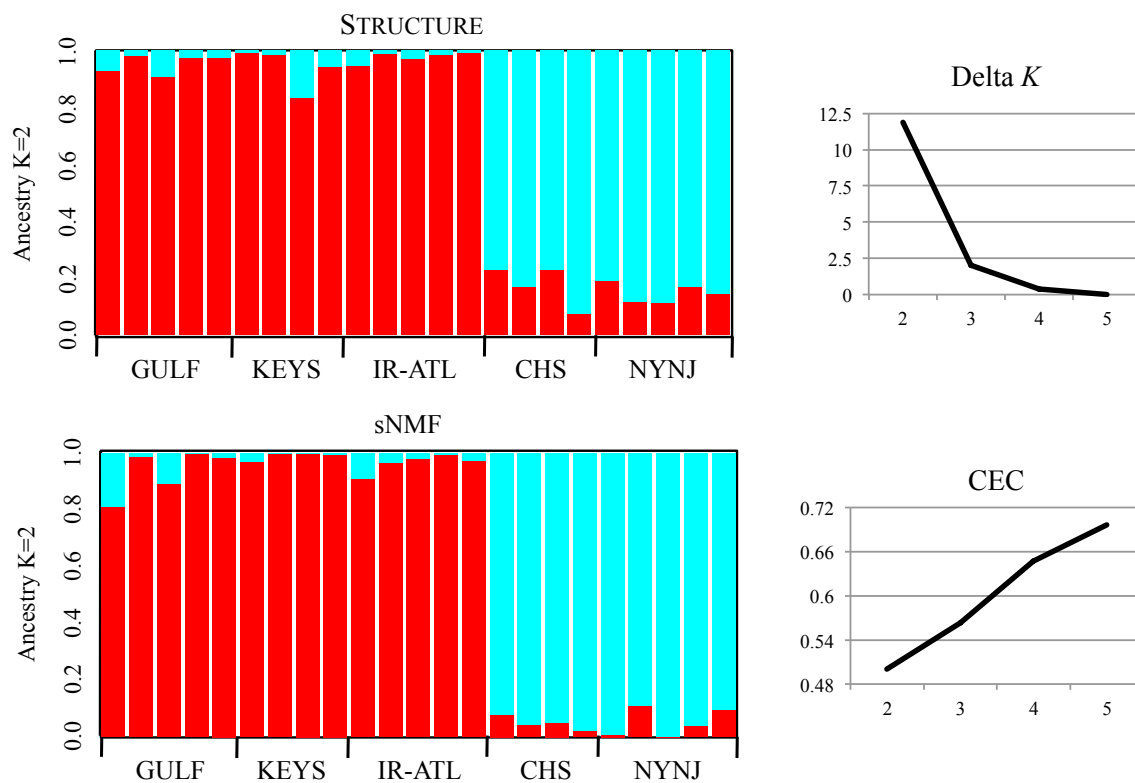 STRUCTURE
Ancestry K=2
1.0
0.8
0.6
0.4
0.2
0.0
GULF KEYS IR-ATL CHS NYNJ
Delta K
12.5
10
7.5
5
2.5
0
2 3 4 5
sNMF
Ancestry K=2
1.0
0.8
0.6
0.4
0.2
0.0
GULF KEYS IR-ATL CHS NYNJ
CEC
0.72
0.66
0.6
0.54
0.48
2 3 4 5